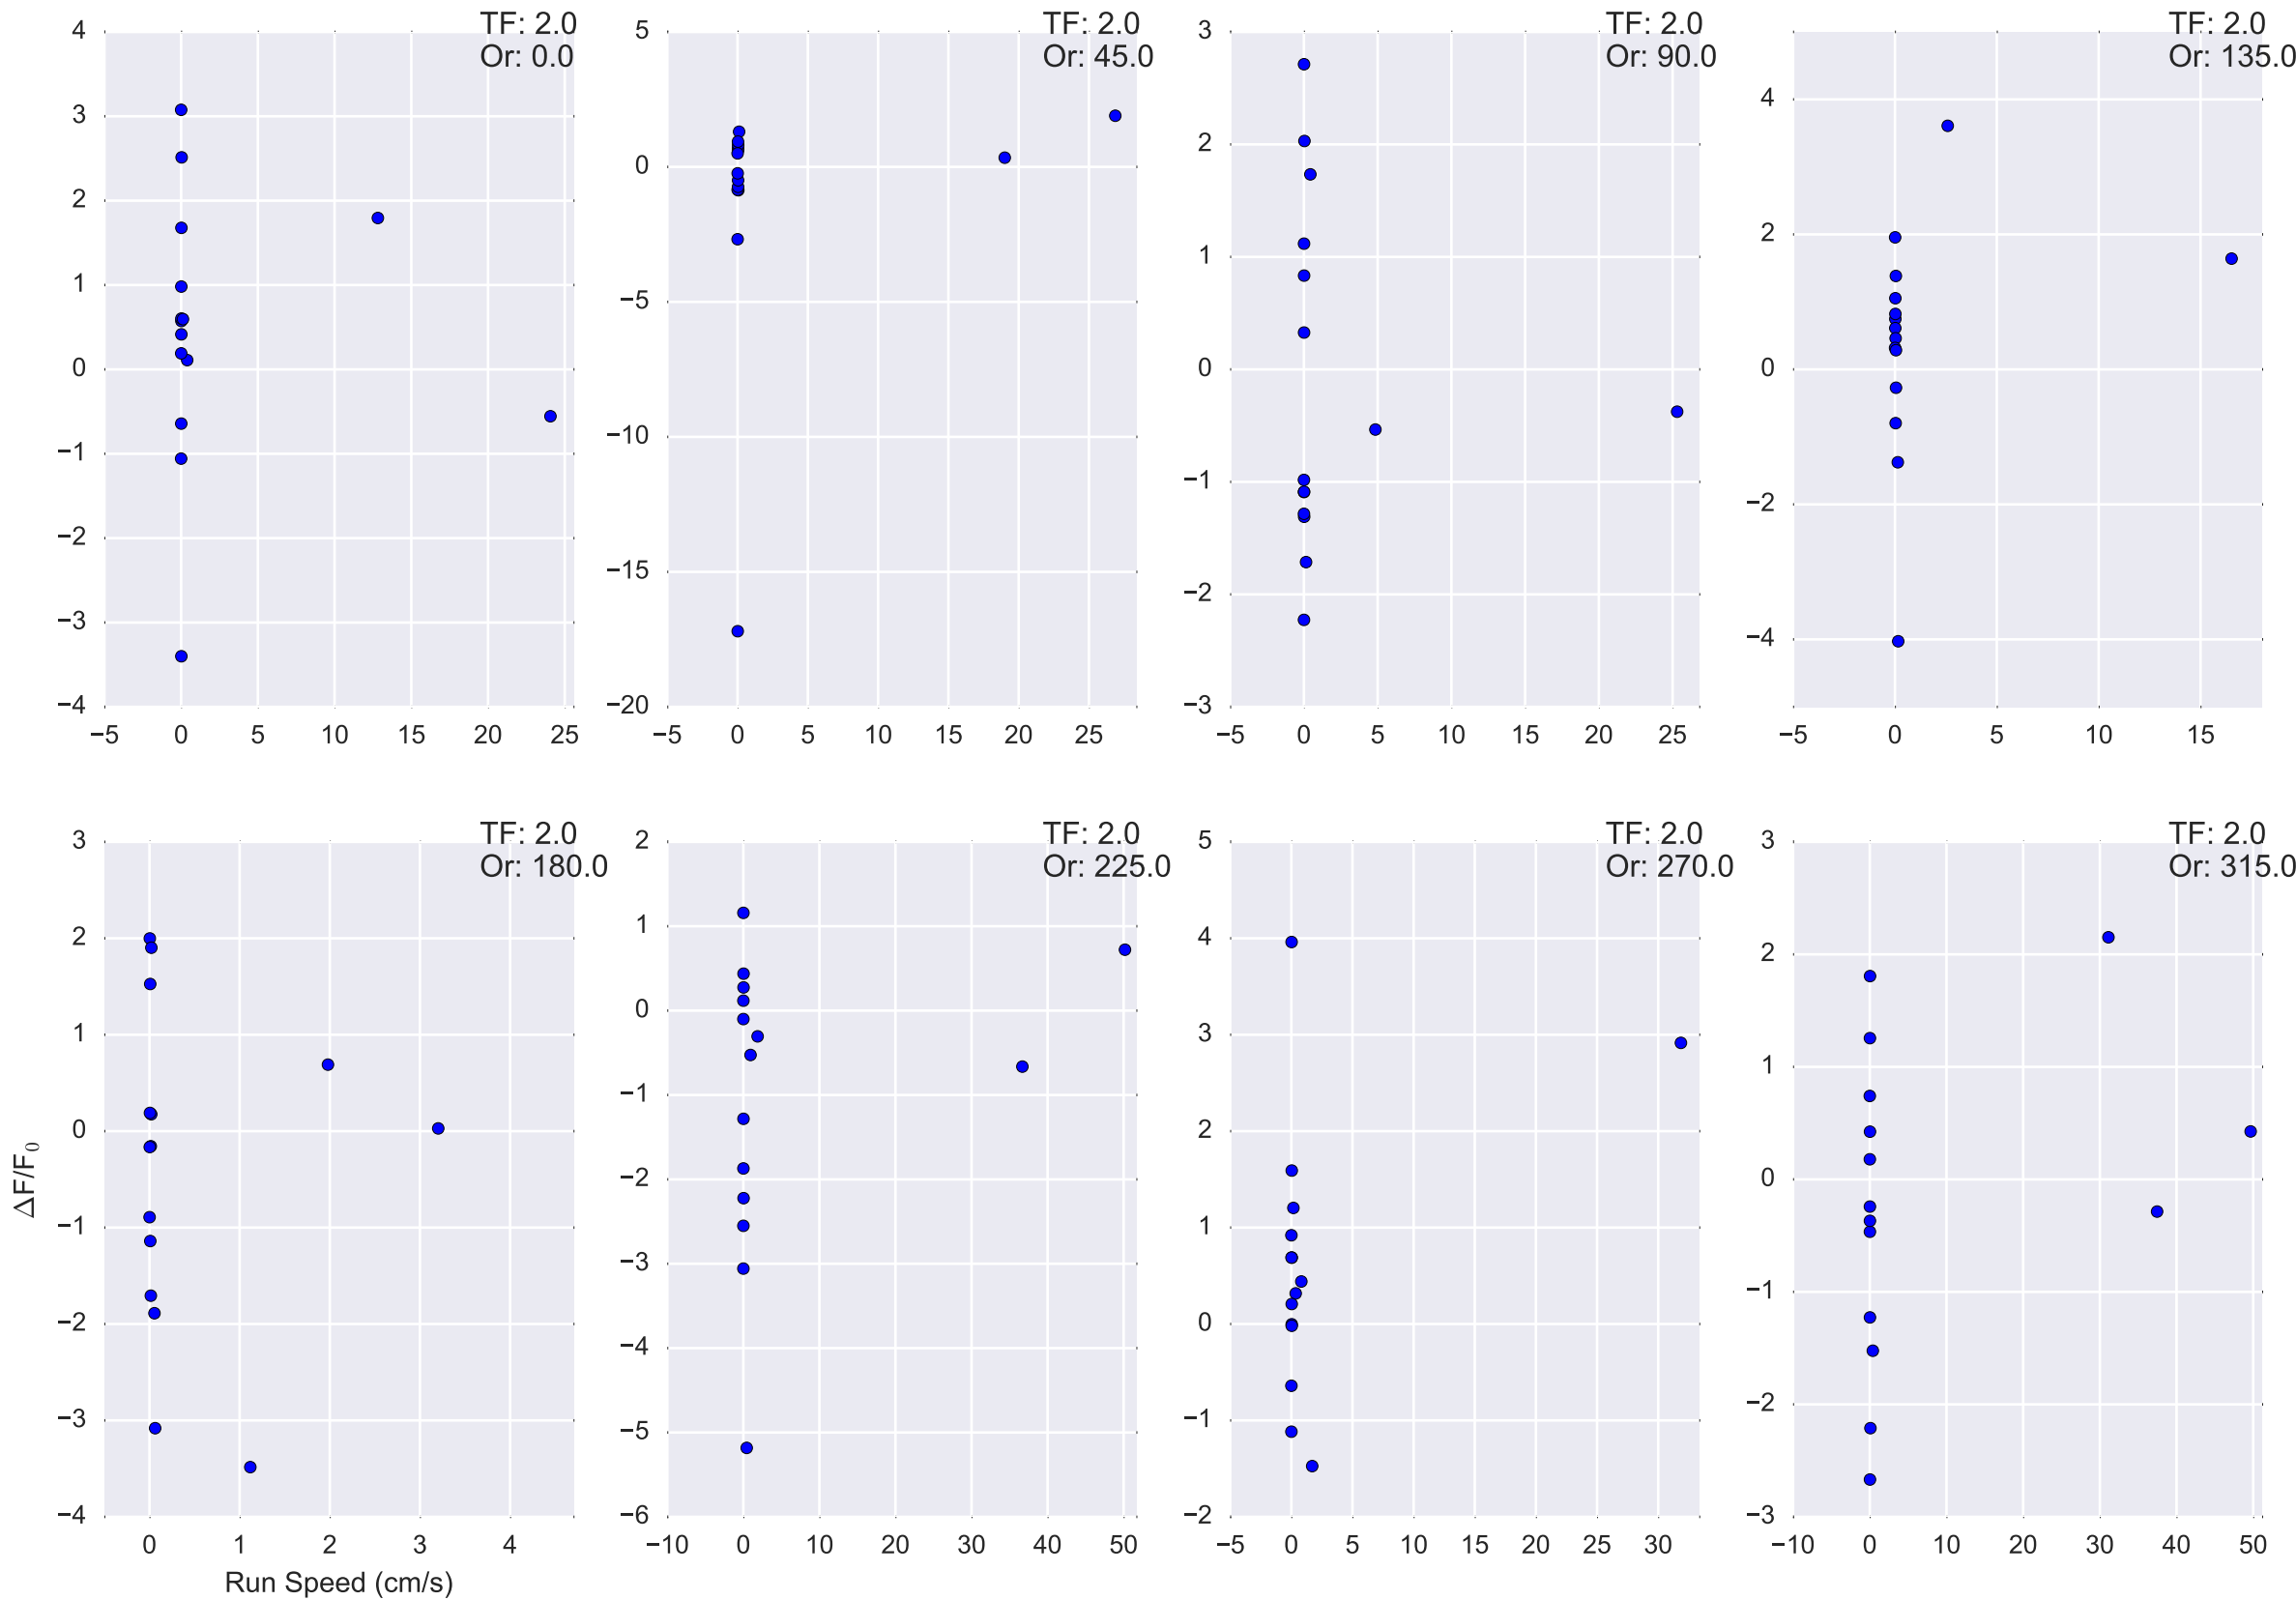 TF: 2.0
Or: 0.0
4
3
2
1
0
−1
−2
−3
−4
−5 0 5 10 15 20 25
TF: 2.0
Or: 45.0
5
0
−5
−10
−15
−20
−5 0 5 10 15 20 25
TF: 2.0
Or: 90.0
3
2
1
0
−1
−2
−3
−5 0 5 10 15 20 25
TF: 2.0
Or: 135.0
4
2
0
−2
−4
−5 0 5 10 15
TF: 2.0
Or: 180.0
3
2
1
0
−1
−2
−3
−4
0 1 2 3 4
ΔF/F₀
Run Speed (cm/s)
TF: 2.0
Or: 225.0
2
1
0
−1
−2
−3
−4
−5
−6
−10 0 10 20 30 40 50
TF: 2.0
Or: 270.0
5
4
3
2
1
0
−1
−2
−5 0 5 10 15 20 25 30
TF: 2.0
Or: 315.0
3
2
1
0
−1
−2
−3
−10 0 10 20 30 40 50